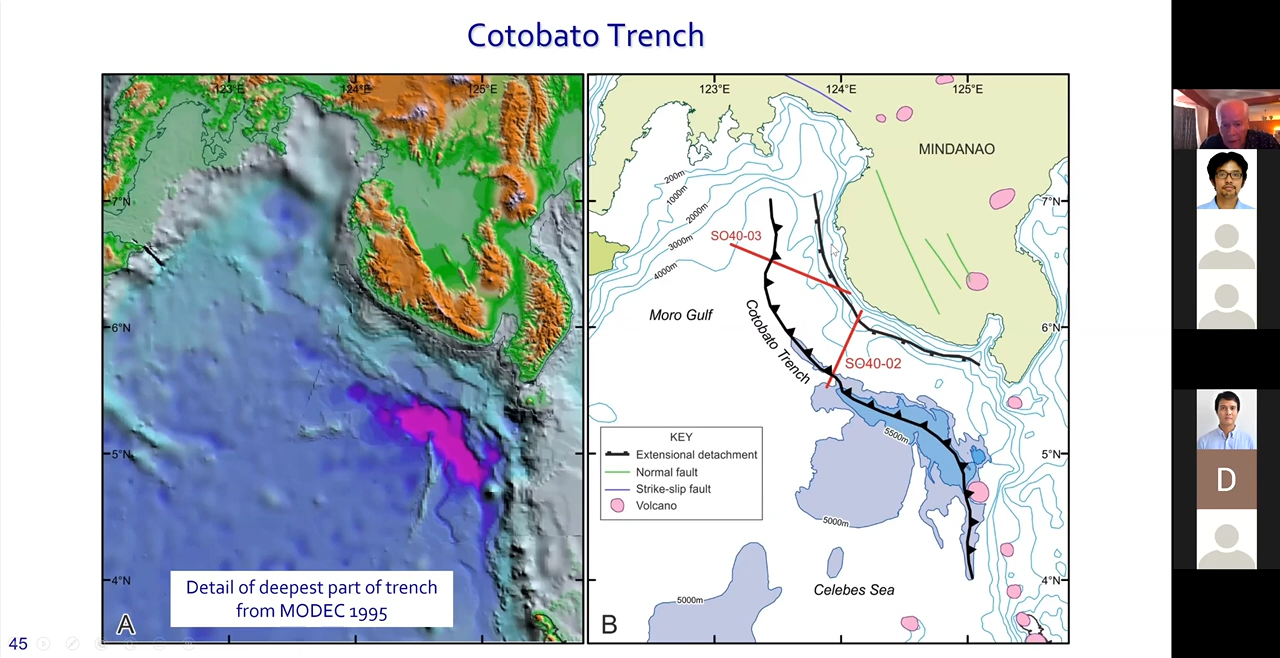 Cotobato Trench
123°E
124°E
125°E
7°N
6°N
5°N
4°N
Detail of deepest part of trench
from MODEC 1995
A
123°E
124°E
125°E
MINDANAO
200m
1000m
2000m
3000m
4000m
7°N
SO40-03
Moro Gulf
6°N
Cotobato Trench
SO40-02
5500m
KEY
Extensional detachment
Normal fault
Strike-slip fault
Volcano
5°N
5000m
4°N
Celebes Sea
5000m
B
45
D